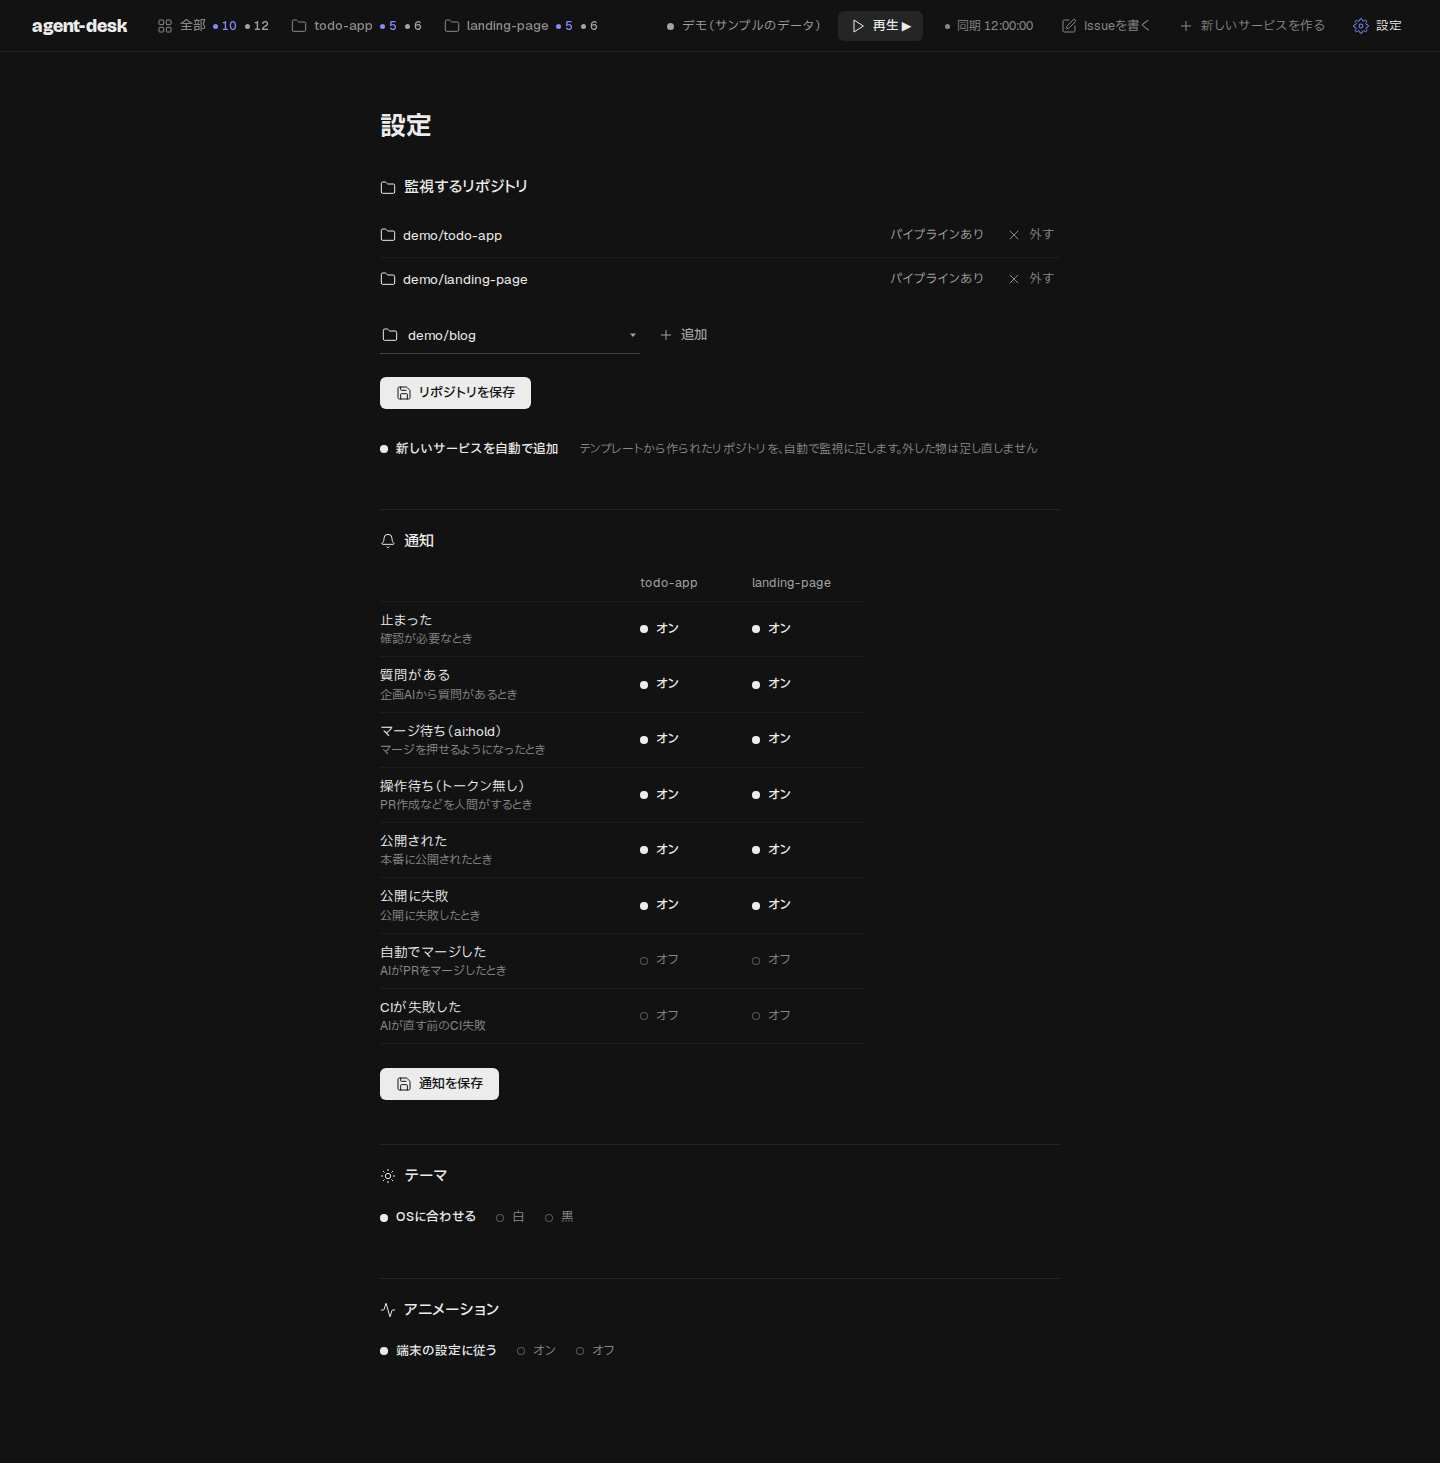 agent-desk 全部 10 12 todo-app 5 6 landing-page 5 6 デモ（サンプルのデータ） 再生 ▶ 同期 12:00:00 Issueを書く 新しいサービスを作る 設定
設定
監視するリポジトリ
demo/todo-app パイプラインあり 外す
demo/landing-page パイプラインあり 外す
demo/blog 追加
リポジトリを保存
新しいサービスを自動で追加 テンプレートから作られたリポジトリを、自動で監視に足します。外した物は足し直しません
通知
todo-app landing-page
止まった オン オン
確認が必要なとき
質問がある オン オン
企画AIから質問があるとき
マージ待ち（ai:hold） オン オン
マージを押せるようになったとき
操作待ち（トークン無し） オン オン
PR作成などを人間がするとき
公開された オン オン
本番に公開されたとき
公開に失敗 オン オン
公開に失敗したとき
自動でマージした オフ オフ
AIがPRをマージしたとき
CIが失敗した オフ オフ
AIが直す前のCI失敗
通知を保存
テーマ
OSに合わせる 白 黒
アニメーション
端末の設定に従う オン オフ